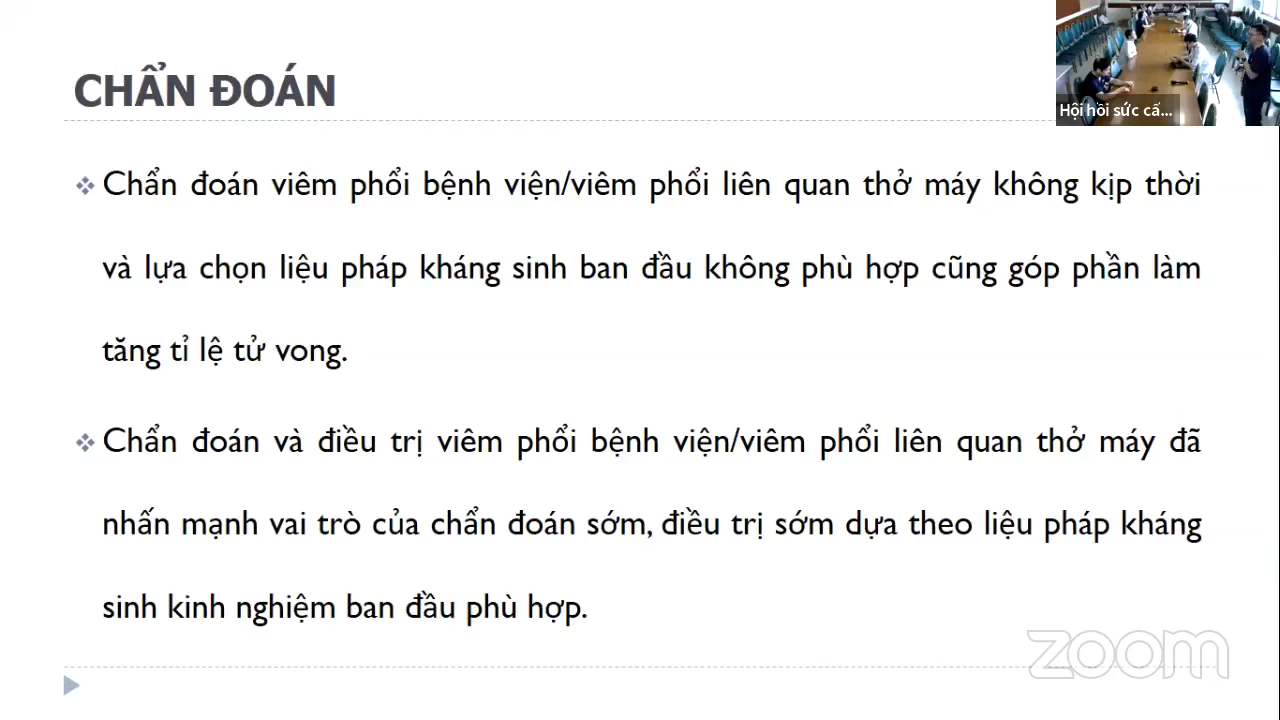 CHẨN ĐOÁN
Hội hồi sức cấ...
Chẩn đoán viêm phổi bệnh viện/viêm phổi liên quan thở máy không kịp thời
và lựa chọn liệu pháp kháng sinh ban đầu không phù hợp cũng góp phần làm
tăng tỉ lệ tử vong.
Chẩn đoán và điều trị viêm phổi bệnh viện/viêm phổi liên quan thở máy đã
nhấn mạnh vai trò của chẩn đoán sớm, điều trị sớm dựa theo liệu pháp kháng
sinh kinh nghiệm ban đầu phù hợp.
zoom